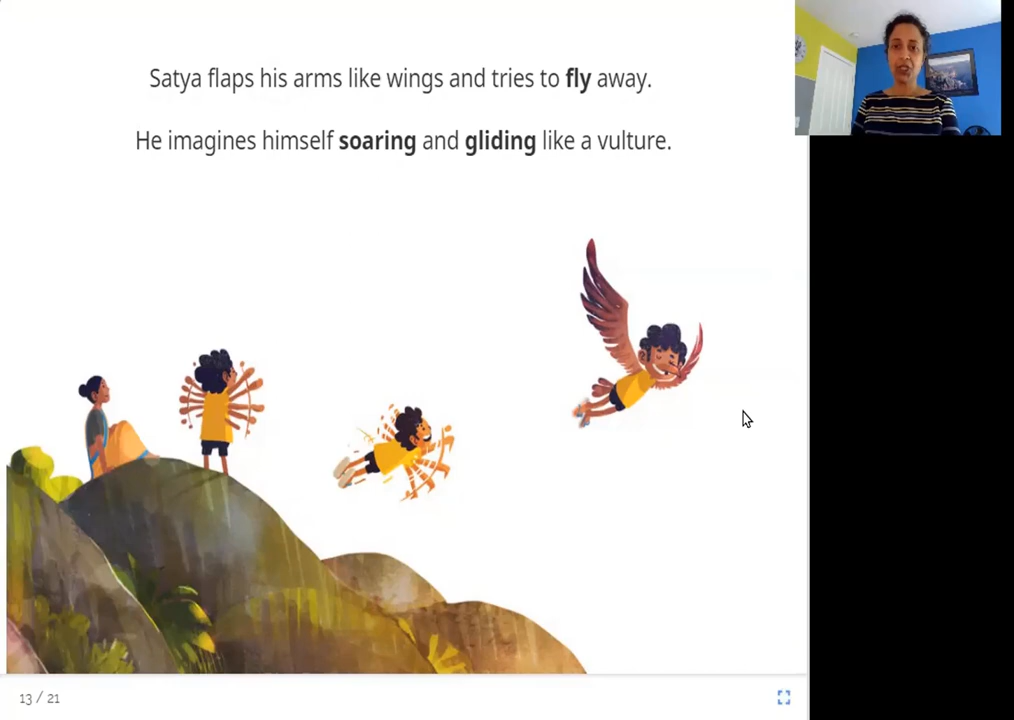 Satya flaps his arms like wings and tries to fly away.
He imagines himself soaring and gliding like a vulture.
13 / 21